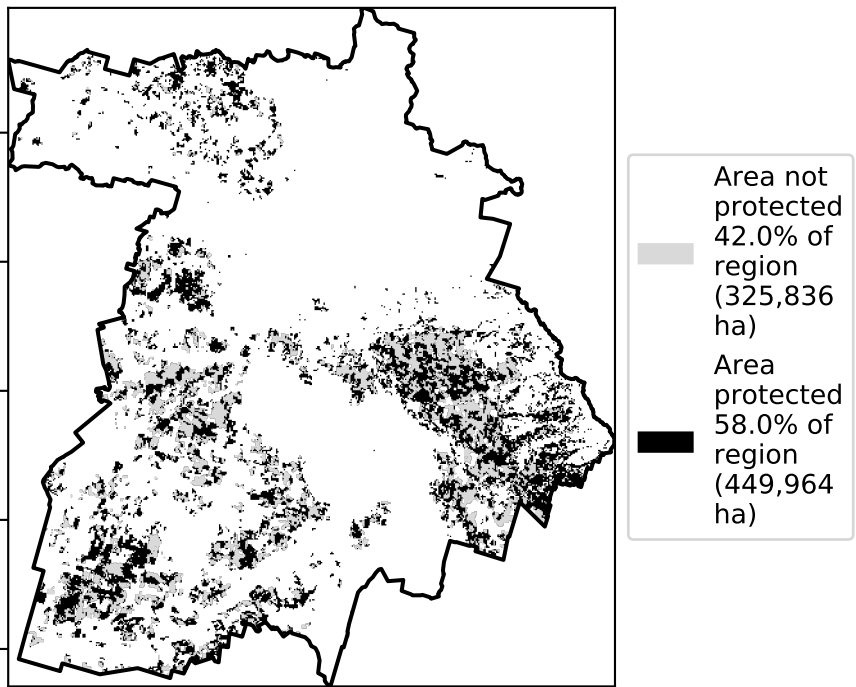 Area not
protected
42.0% of
region
(325,836
ha)
Area
protected
58.0% of
region
(449,964
ha)